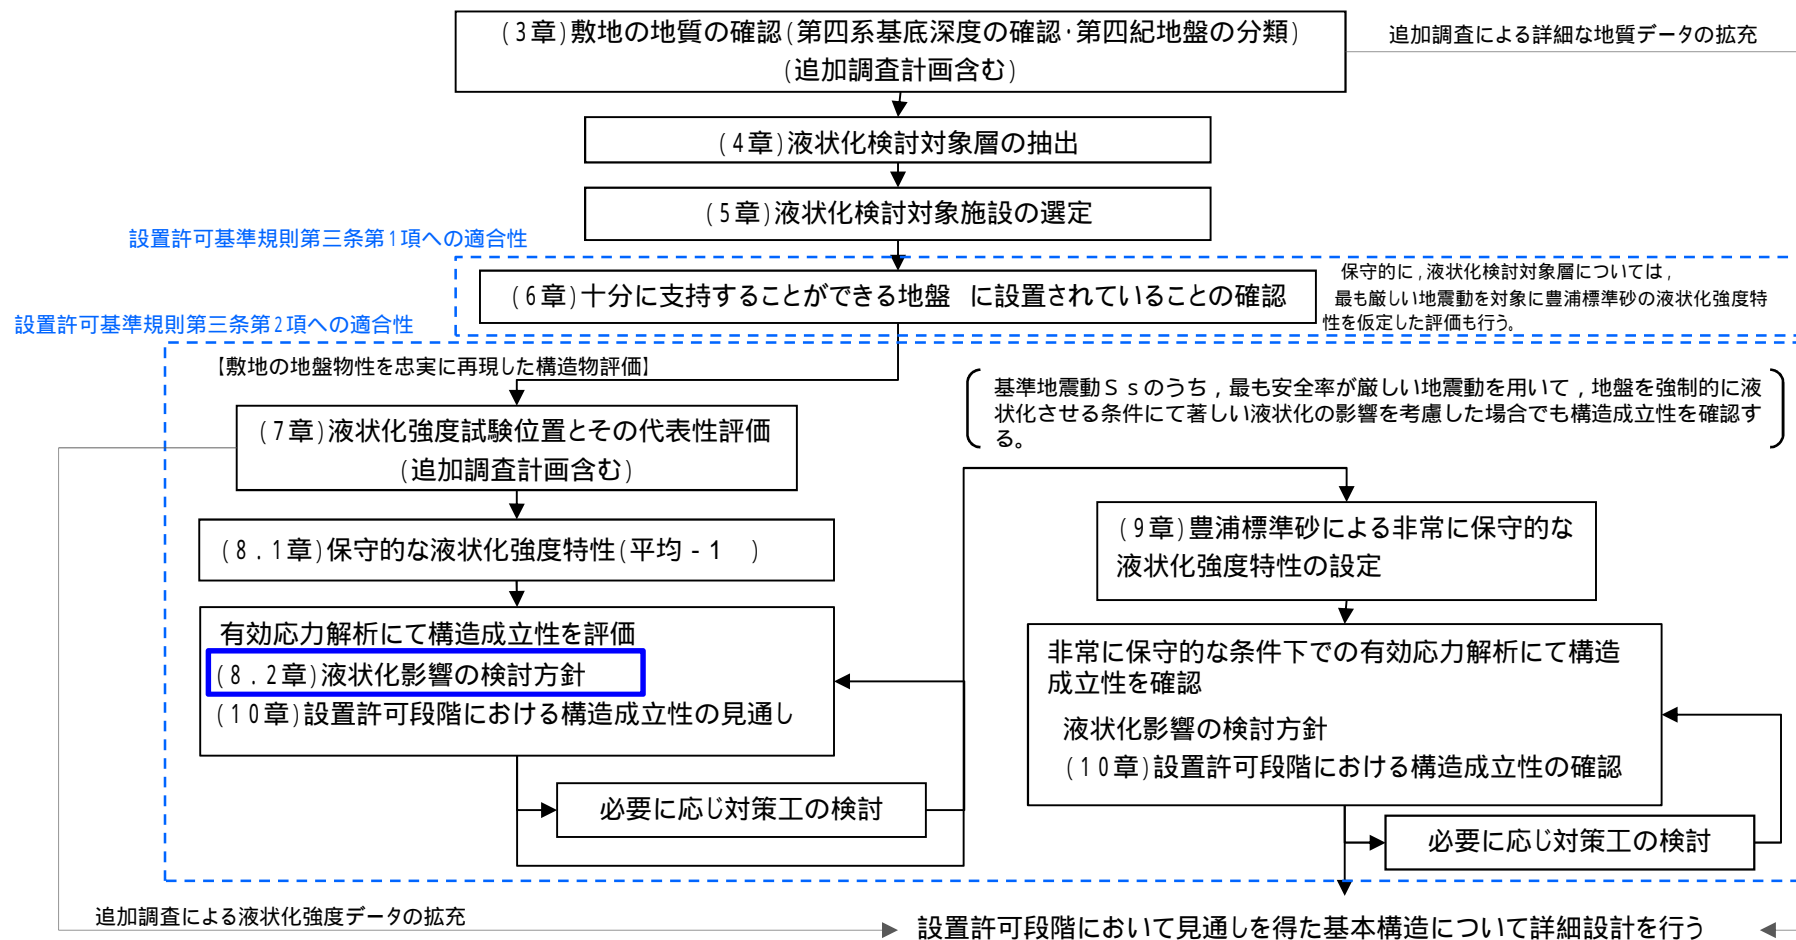 (3章)敷地の地質の確認(第四系基底深度の確認・第四紀地盤の分類)
(追加調査計画含む)
追加調査による詳細な地質データの拡充
(4章)液状化検討対象層の抽出
(5章)液状化検討対象施設の選定
設置許可基準規則第三条第1項への適合性
(6章)十分に支持することができる地盤 に設置されていることの確認
保守的に,液状化検討対象層については,
最も厳しい地震動を対象に豊浦標準砂の液状化強度特
性を仮定した評価も行う。
設置許可基準規則第三条第2項への適合性
【敷地の地盤物性を忠実に再現した構造物評価】
基準地震動Ssのうち,最も安全率が厳しい地震動を用いて,地盤を強制的に液
状化させる条件にて著しい液状化の影響を考慮した場合でも構造成立性を確認す
る。
(7章)液状化強度試験位置とその代表性評価
(追加調査計画含む)
(8.1章)保守的な液状化強度特性(平均-1 )
有効応力解析にて構造成立性を評価
(8.2章)液状化影響の検討方針
(10章)設置許可段階における構造成立性の見通し
必要に応じ対策工の検討
(9章)豊浦標準砂による非常に保守的な
液状化強度特性の設定
非常に保守的な条件下での有効応力解析にて構造
成立性を確認
液状化影響の検討方針
(10章)設置許可段階における構造成立性の確認
必要に応じ対策工の検討
追加調査による液状化強度データの拡充
設置許可段階において見通しを得た基本構造について詳細設計を行う